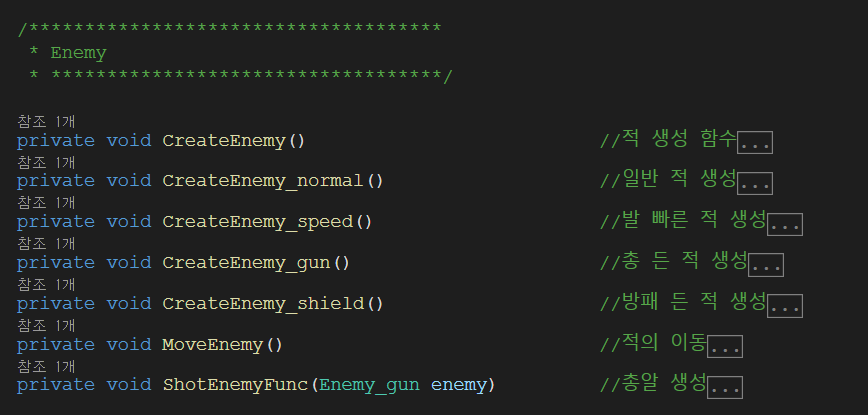 /*************************************
 * Enemy
 * ***********************************/
참조 1개
private void CreateEnemy() //적 생성 함수...
참조 1개
private void CreateEnemy_normal() //일반 적 생성...
참조 1개
private void CreateEnemy_speed() //발 빠른 적 생성...
참조 1개
private void CreateEnemy_gun() //총 든 적 생성...
참조 1개
private void CreateEnemy_shield() //방패 든 적 생성...
참조 1개
private void MoveEnemy() //적의 이동...
참조 1개
private void ShotEnemyFunc(Enemy_gun enemy) //총알 생성...